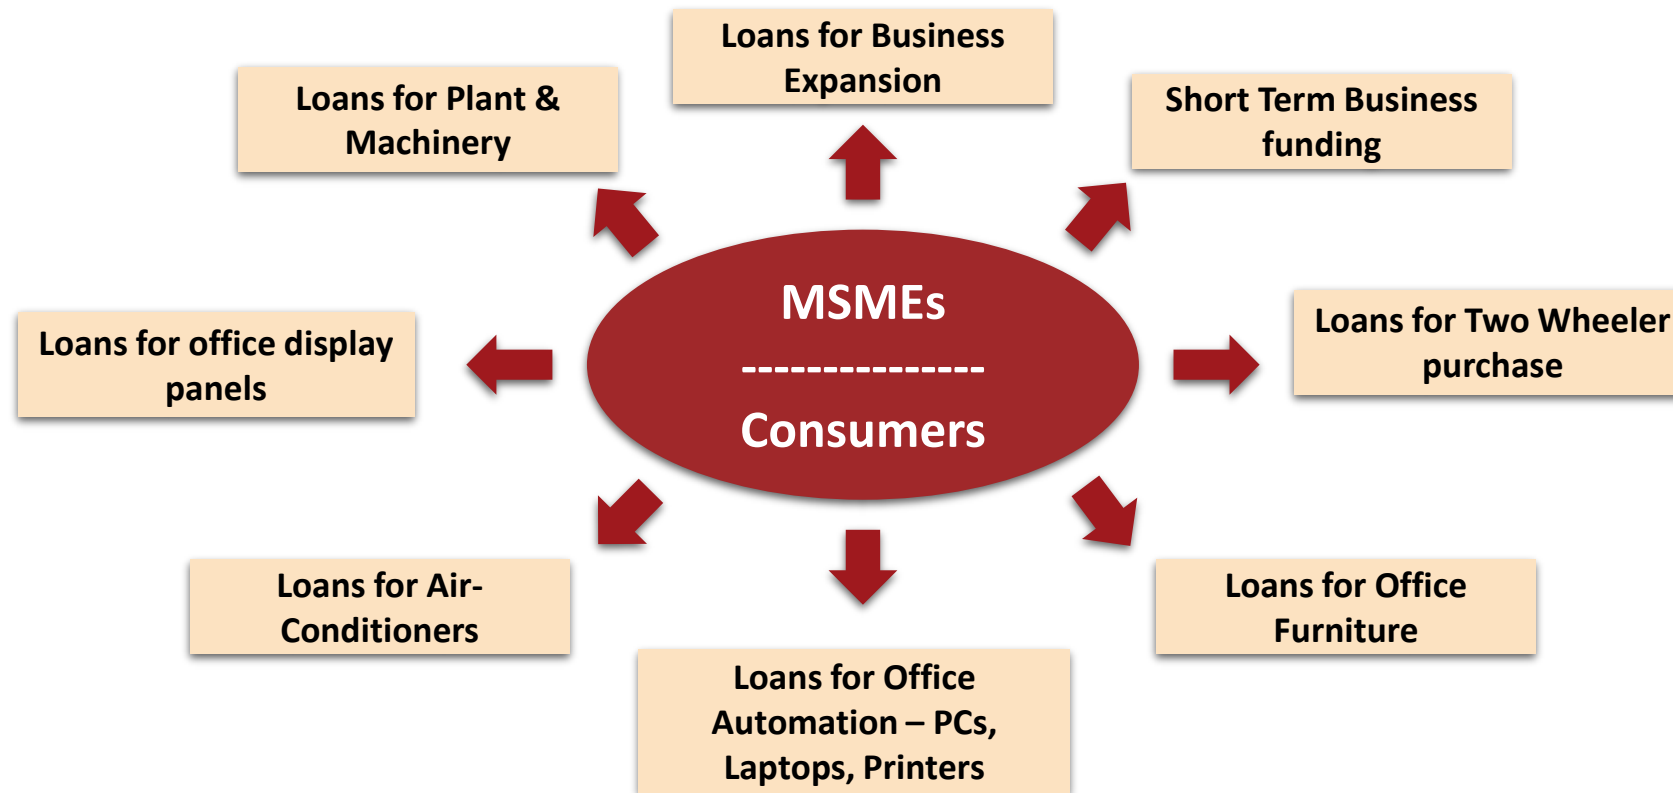 Loans for Business
Expansion
Loans for Plant &
Machinery
Short Term Business
funding
MSMEs
---------------
Consumers
Loans for office display
panels
Loans for Two Wheeler
purchase
Loans for Air-
Conditioners
Loans for Office
Furniture
Loans for Office
Automation – PCs,
Laptops, Printers